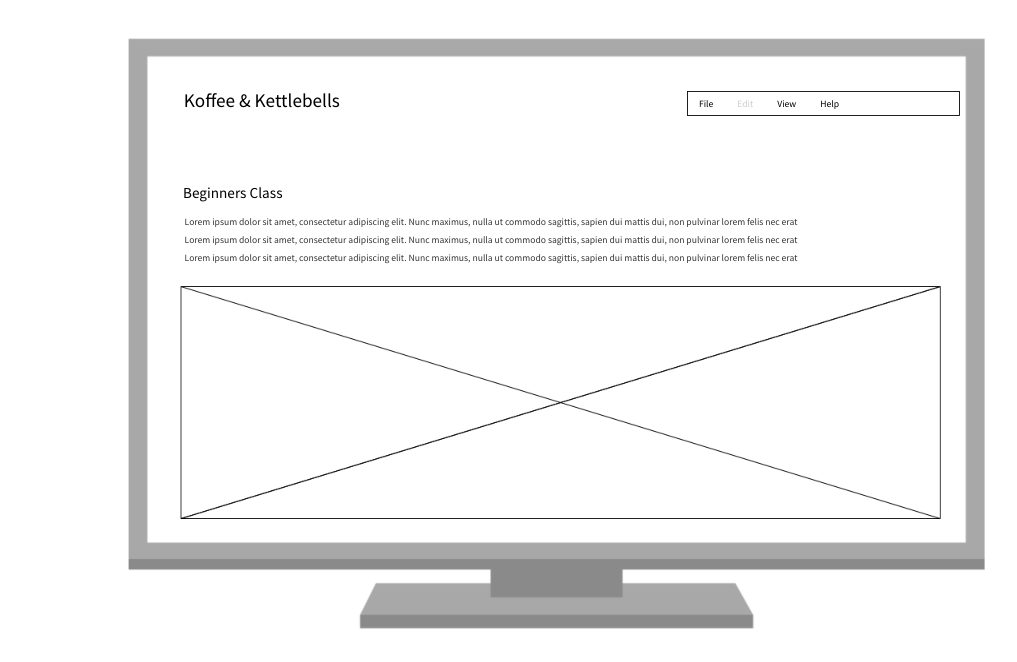 Koffee & Kettlebells
File Edit View Help
Beginners Class
Lorem ipsum dolor sit amet, consectetur adipiscing elit. Nunc maximus, nulla ut commodo sagittis, sapien dui mattis dui, non pulvinar lorem felis nec erat
Lorem ipsum dolor sit amet, consectetur adipiscing elit. Nunc maximus, nulla ut commodo sagittis, sapien dui mattis dui, non pulvinar lorem felis nec erat
Lorem ipsum dolor sit amet, consectetur adipiscing elit. Nunc maximus, nulla ut commodo sagittis, sapien dui mattis dui, non pulvinar lorem felis nec erat